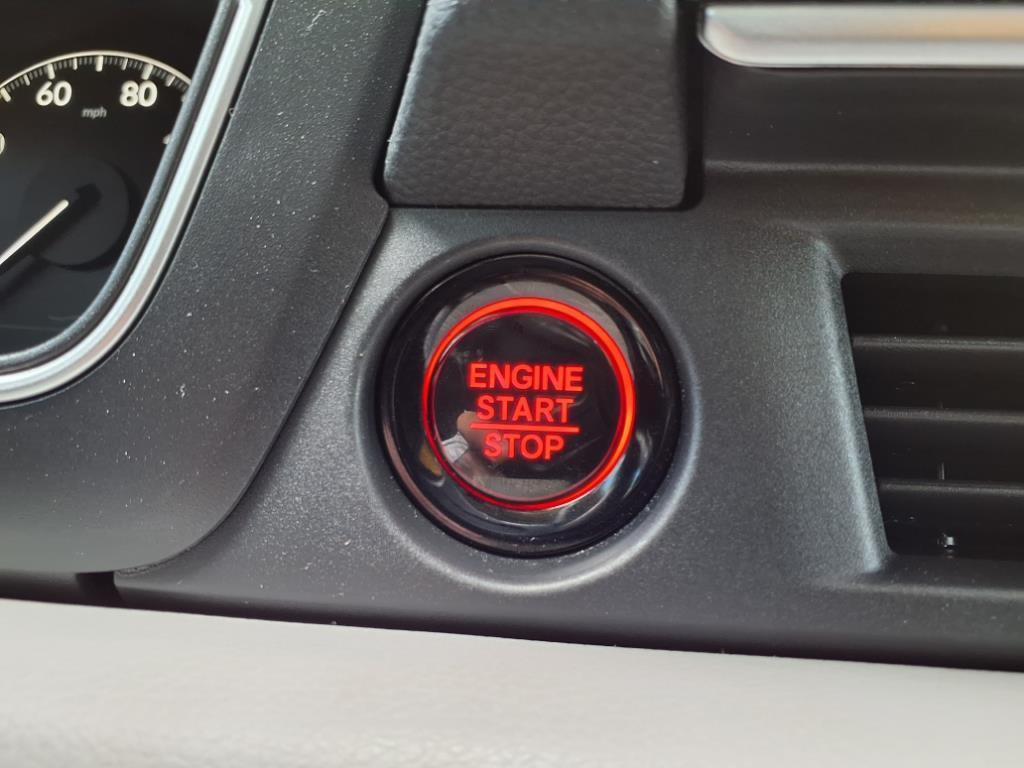 60 80
mph
ENGINE
START
STOP